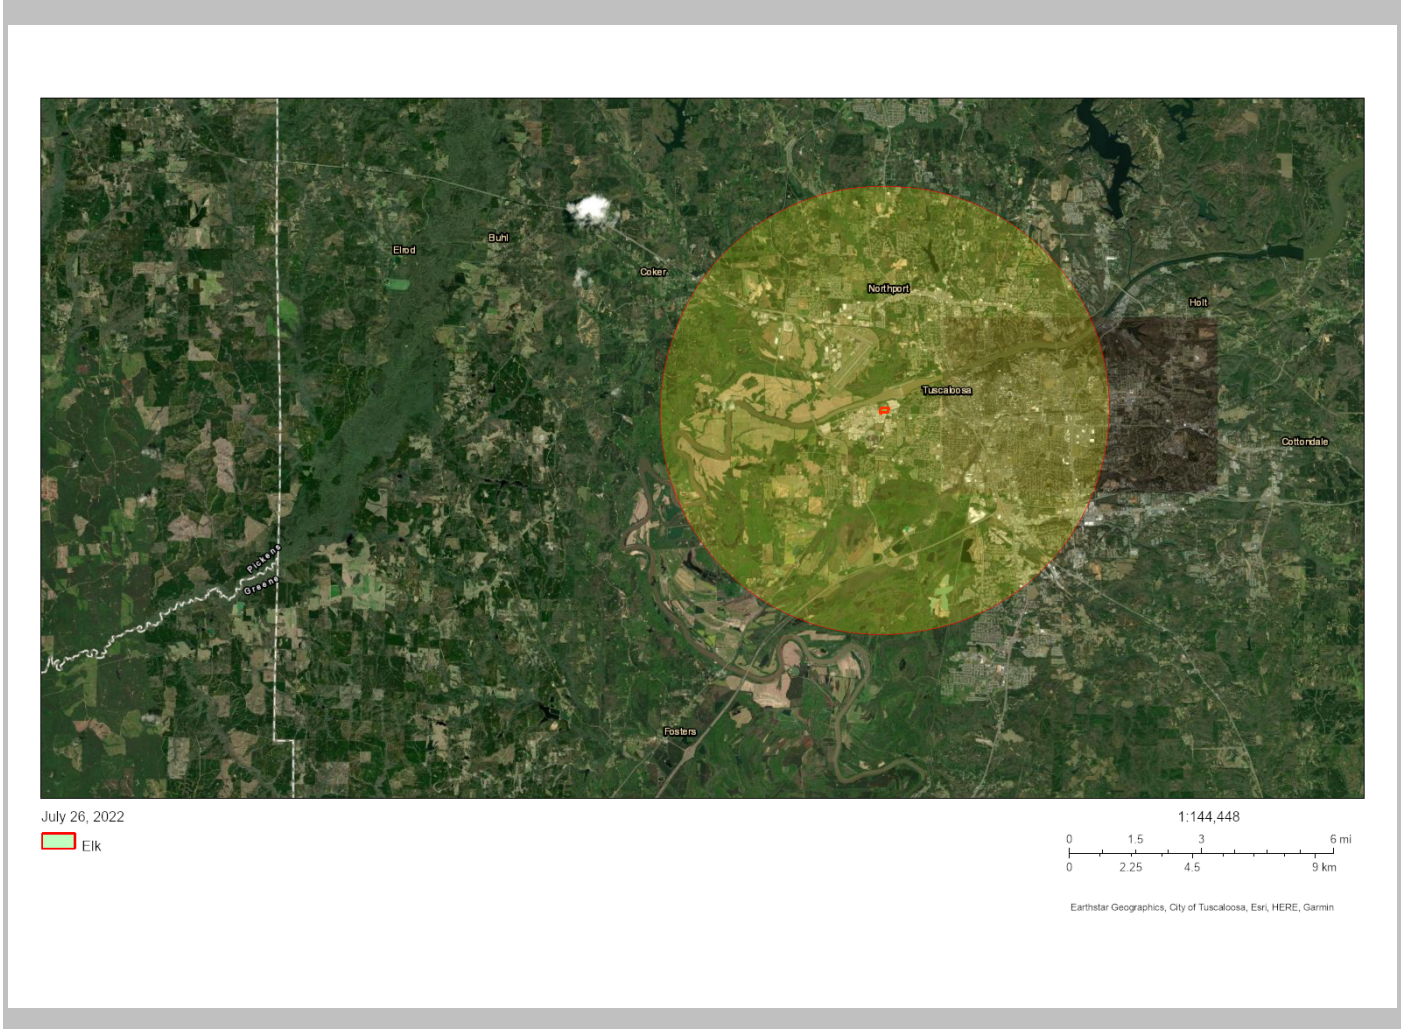 Elrod
Buhl
Coker
Northport
Holt
Tuscaloosa
Cottondale
Pickens
Greene
Fosters
July 26, 2022
Elk
1:144,448
0 1.5 3 6 mi
0 2.25 4.5 9 km
Earthstar Geographics, City of Tuscaloosa, Esri, HERE, Garmin